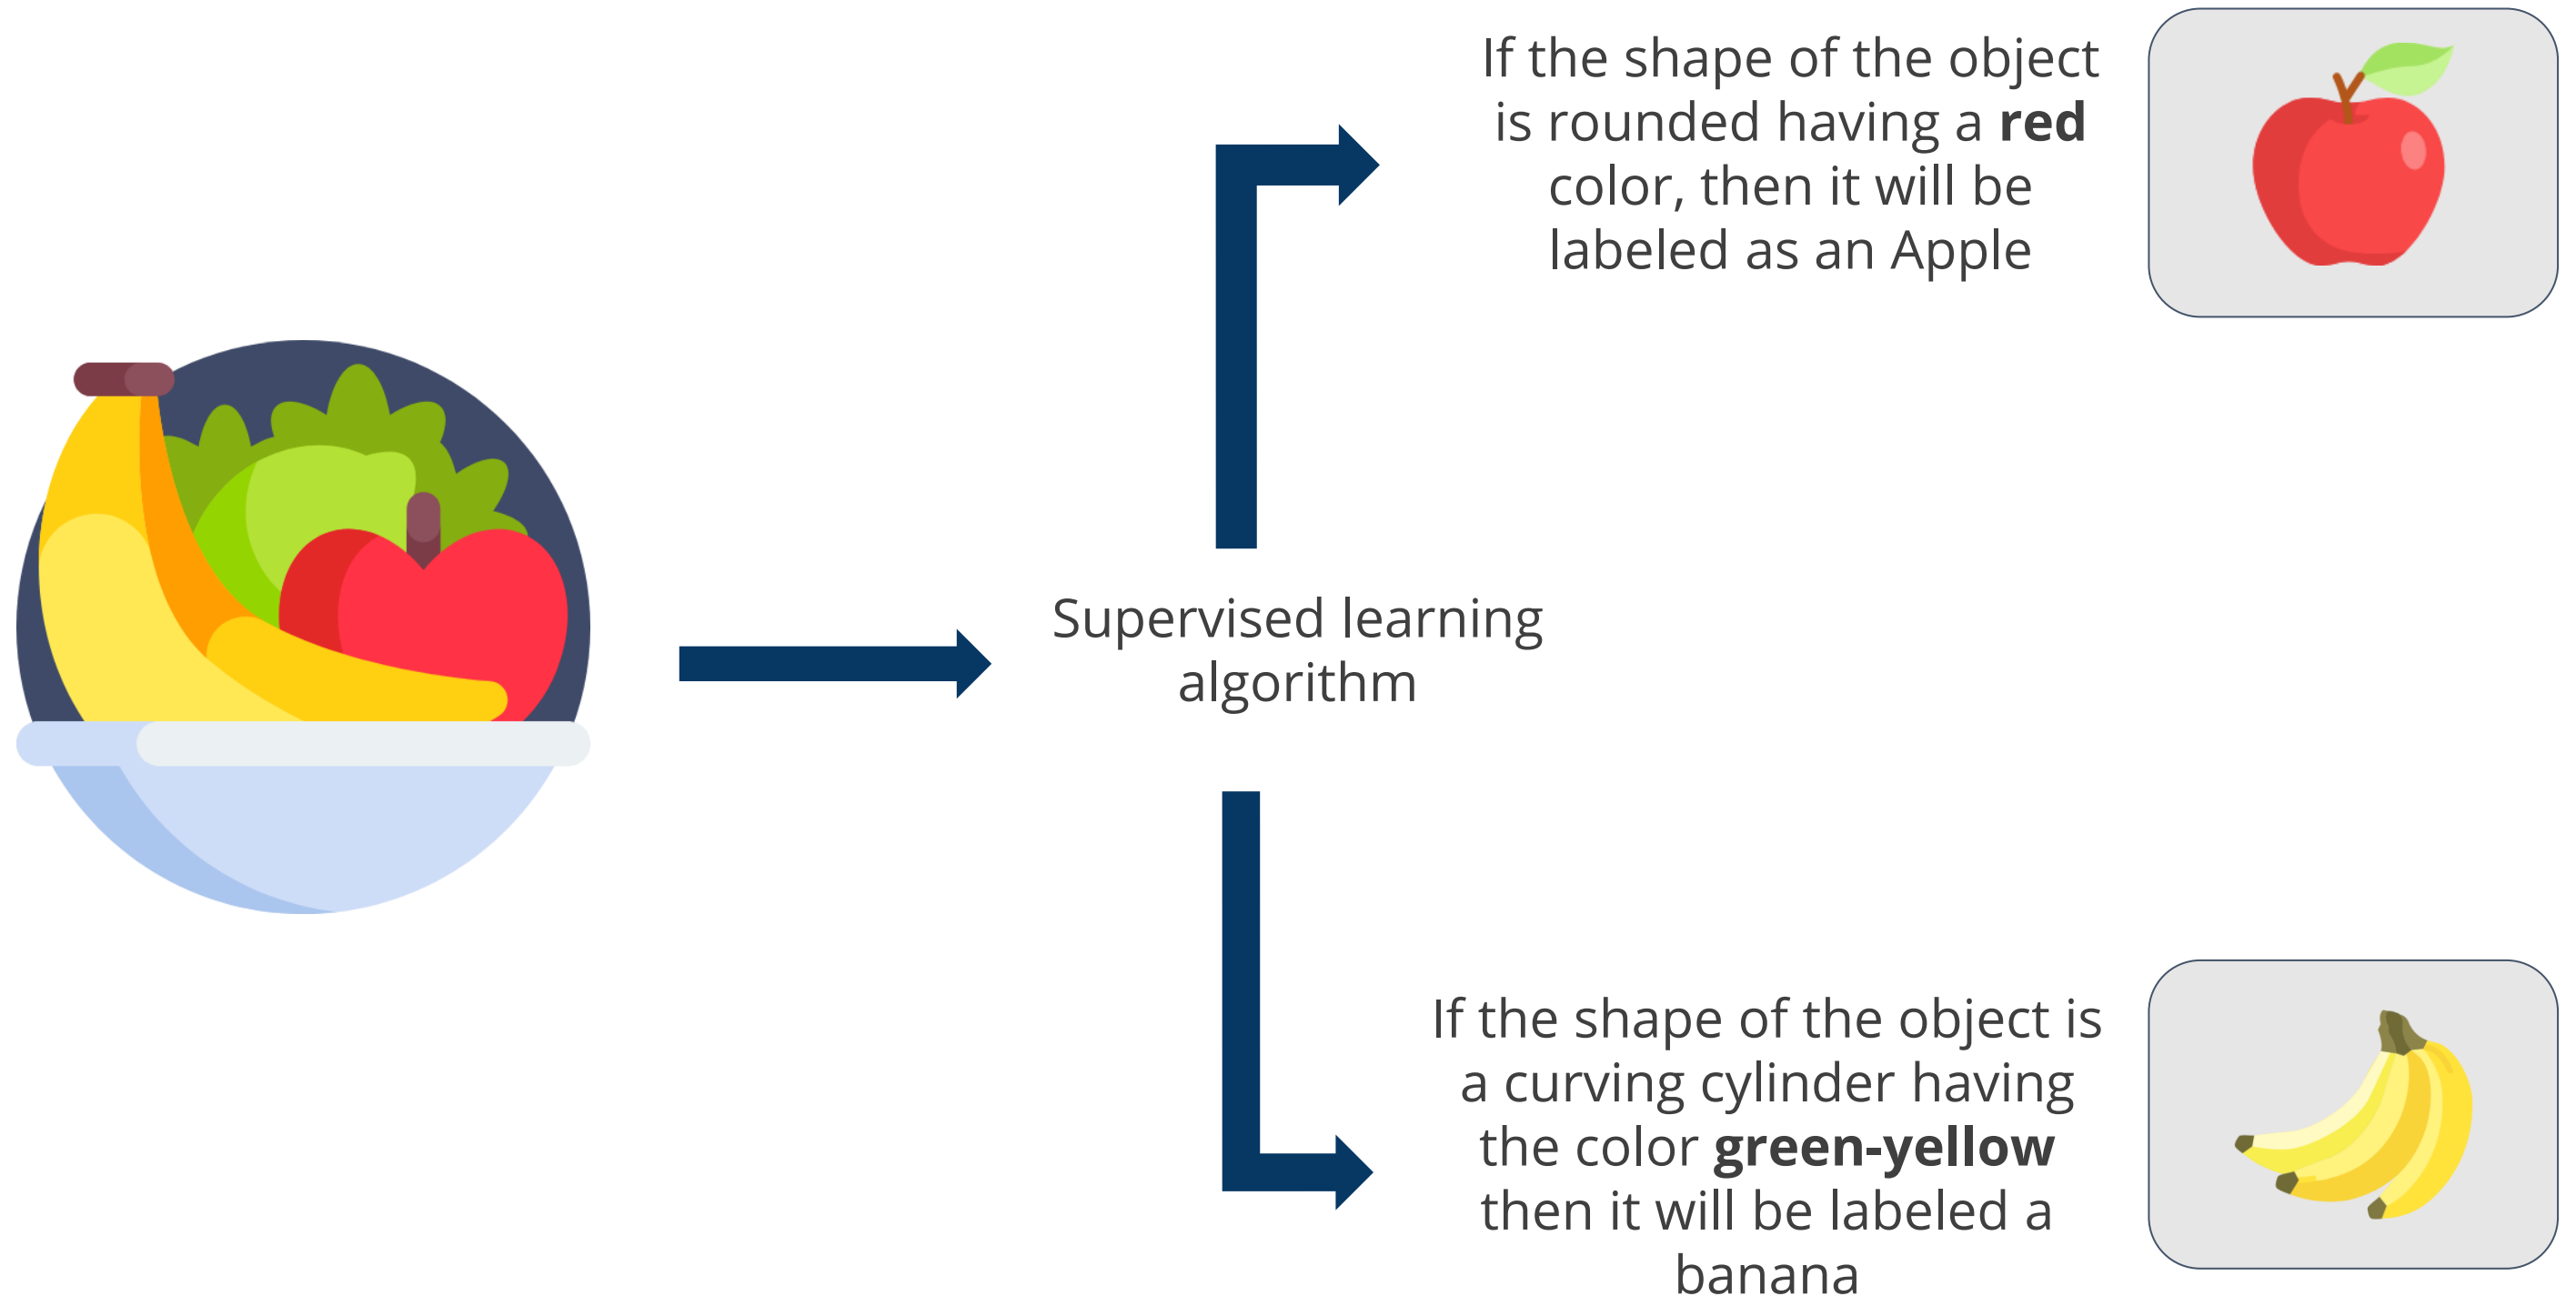 If the shape of the object
is rounded having a red
color, then it will be
labeled as an Apple
Supervised learning
algorithm
If the shape of the object is
a curving cylinder having
the color green-yellow
then it will be labeled a
banana